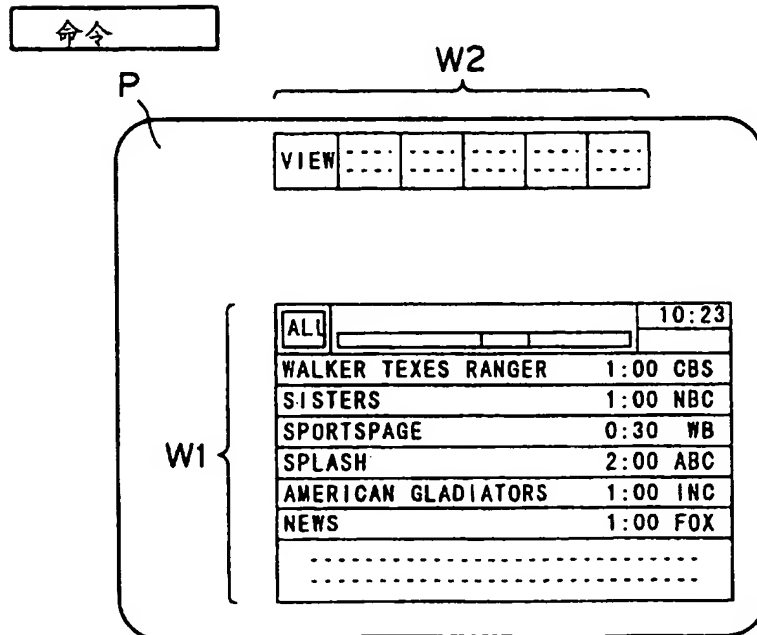 命令
W2
P
VIEW
ALL 10:23
WALKER TEXES RANGER 1:00 CBS
SISTERS 1:00 NBC
SPORTSPAGE 0:30 WB
W1
SPLASH 2:00 ABC
AMERICAN GLADIATORS 1:00 INC
NEWS 1:00 FOX